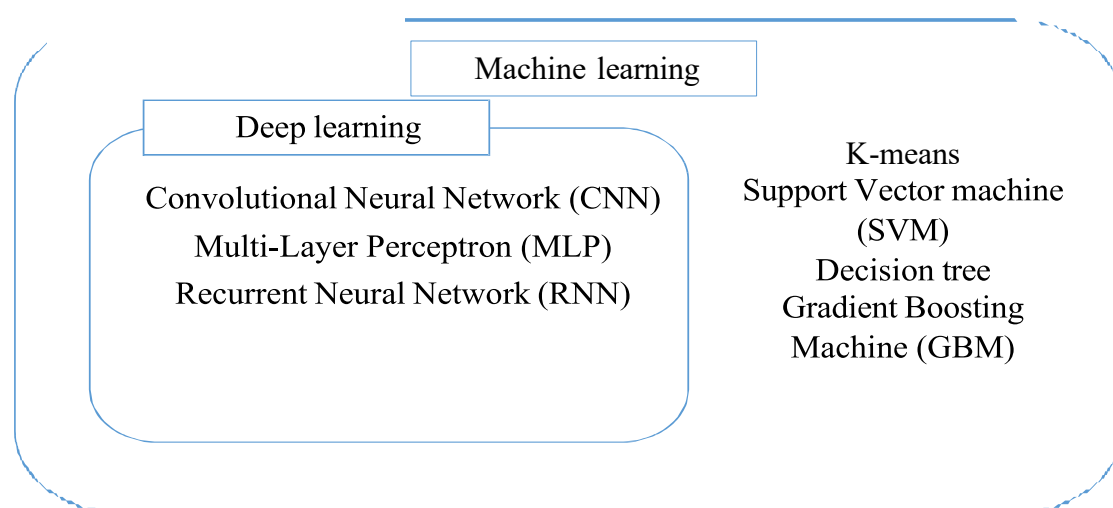 Machine learning
Deep learning
Convolutional Neural Network (CNN)
Multi-Layer Perceptron (MLP)
Recurrent Neural Network (RNN)
K-means
Support Vector machine
(SVM)
Decision tree
Gradient Boosting
Machine (GBM)